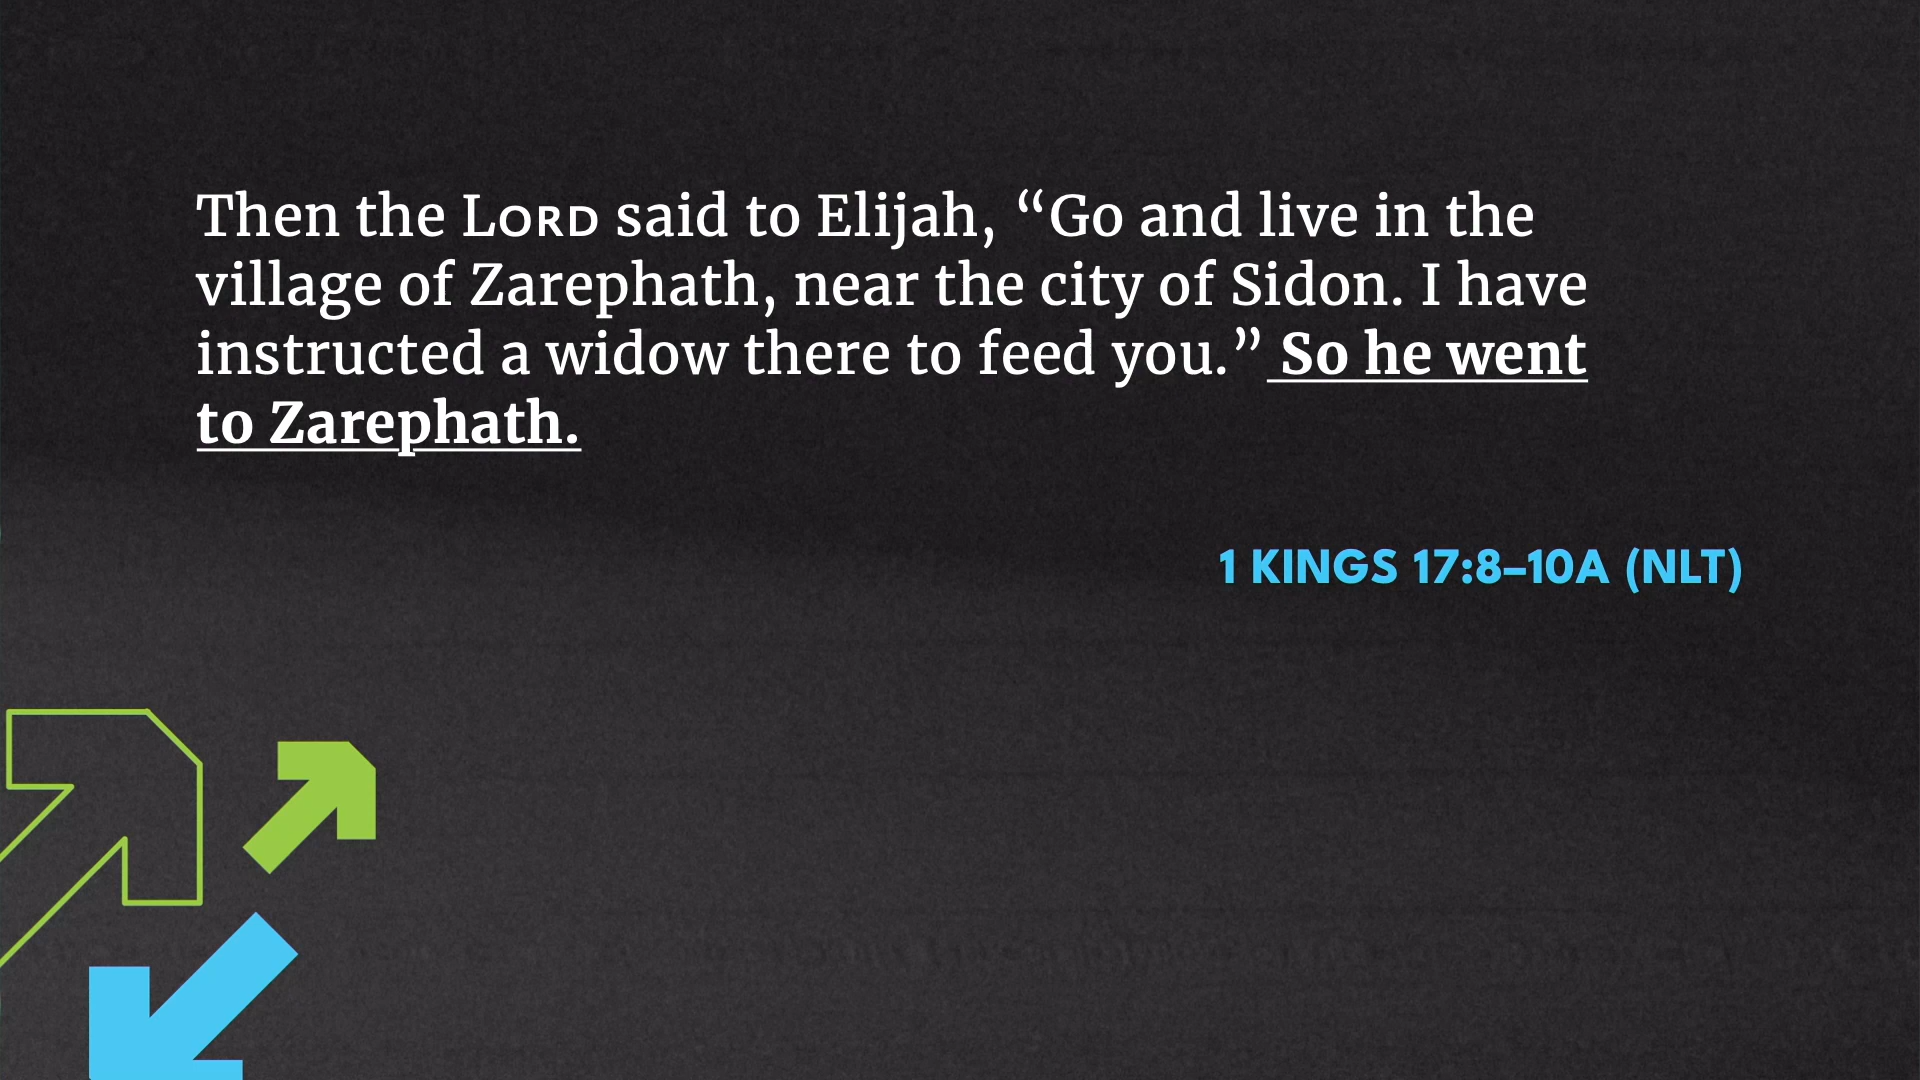 Then the Lord said to Elijah, “Go and live in the
village of Zarephath, near the city of Sidon. I have
instructed a widow there to feed you.” So he went
to Zarephath.
1 KINGS 17:8–10A (NLT)